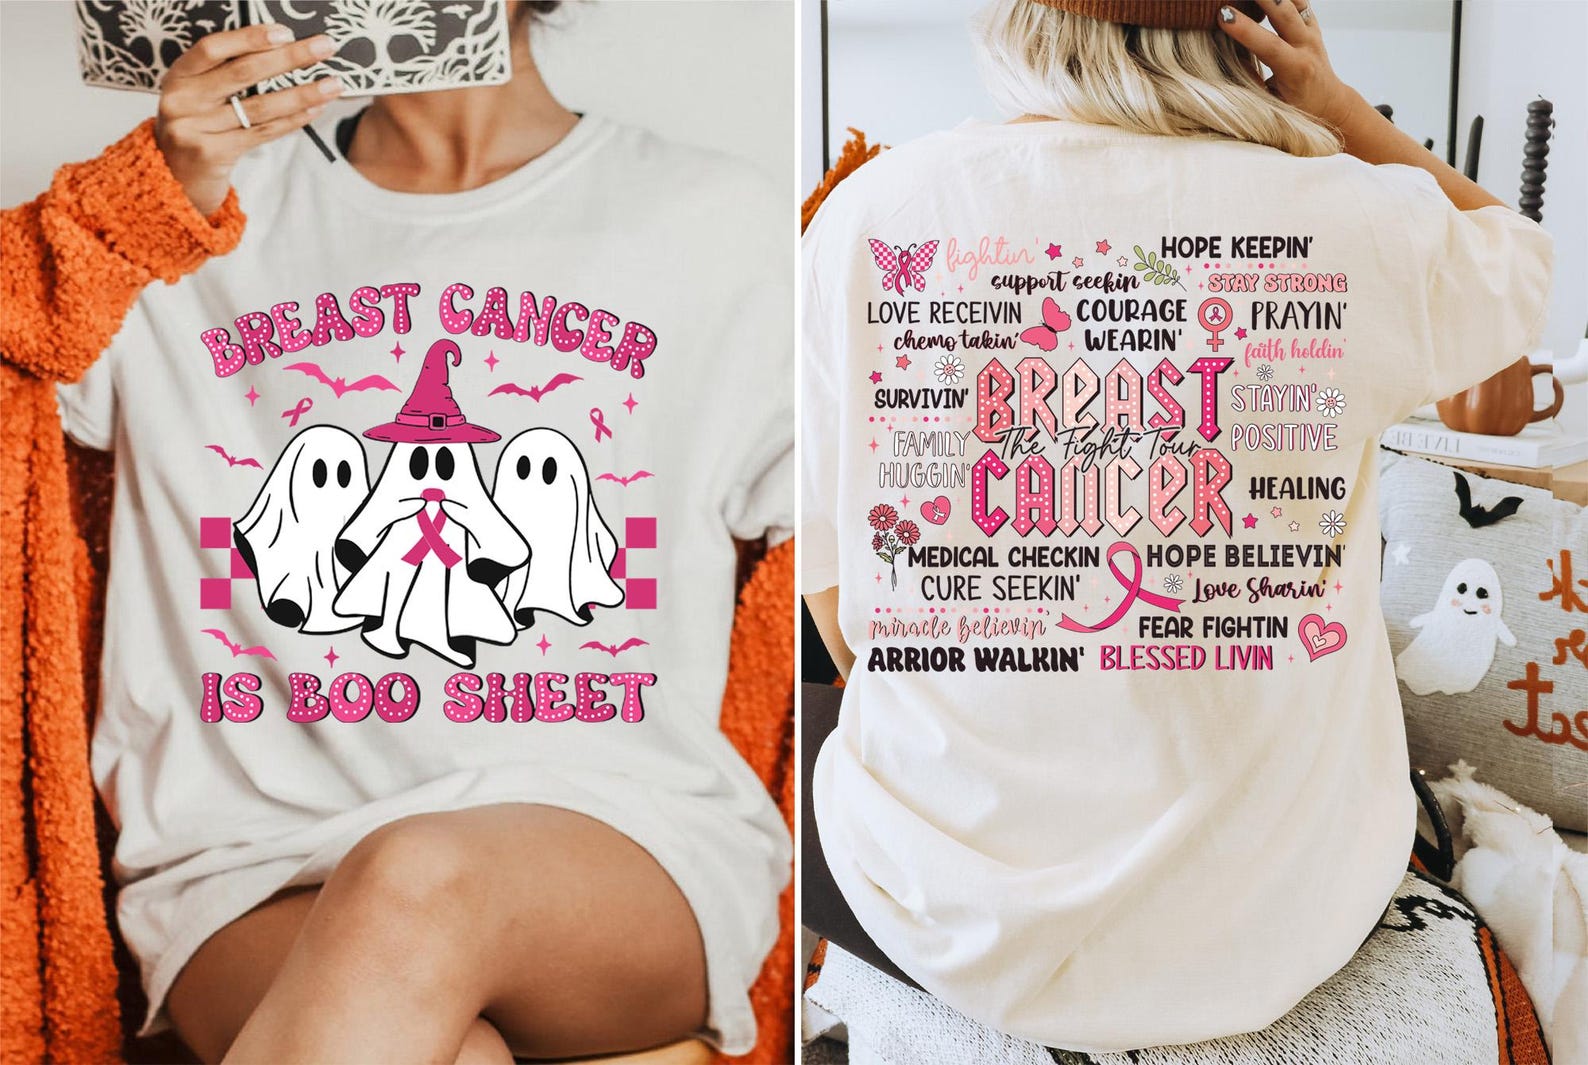 BREAST CANCER
IS BOO SHEET
fightin'
HOPE KEEPIN'
support seekin
STAY STRONG
LOVE RECEIVIN
COURAGE
WEARIN'
PRAYIN'
chemo takin'
faith holdin'
SURVIVIN'
BREAST
STAYIN'
POSITIVE
The Fight Tour
FAMILY
HUGGIN'
CANCER
HEALING
MEDICAL CHECKIN
HOPE BELIEVIN'
CURE SEEKIN'
Love Sharin'
miracle believin'
FEAR FIGHTIN
ARRIOR WALKIN'
BLESSED LIVIN
LIVE BE